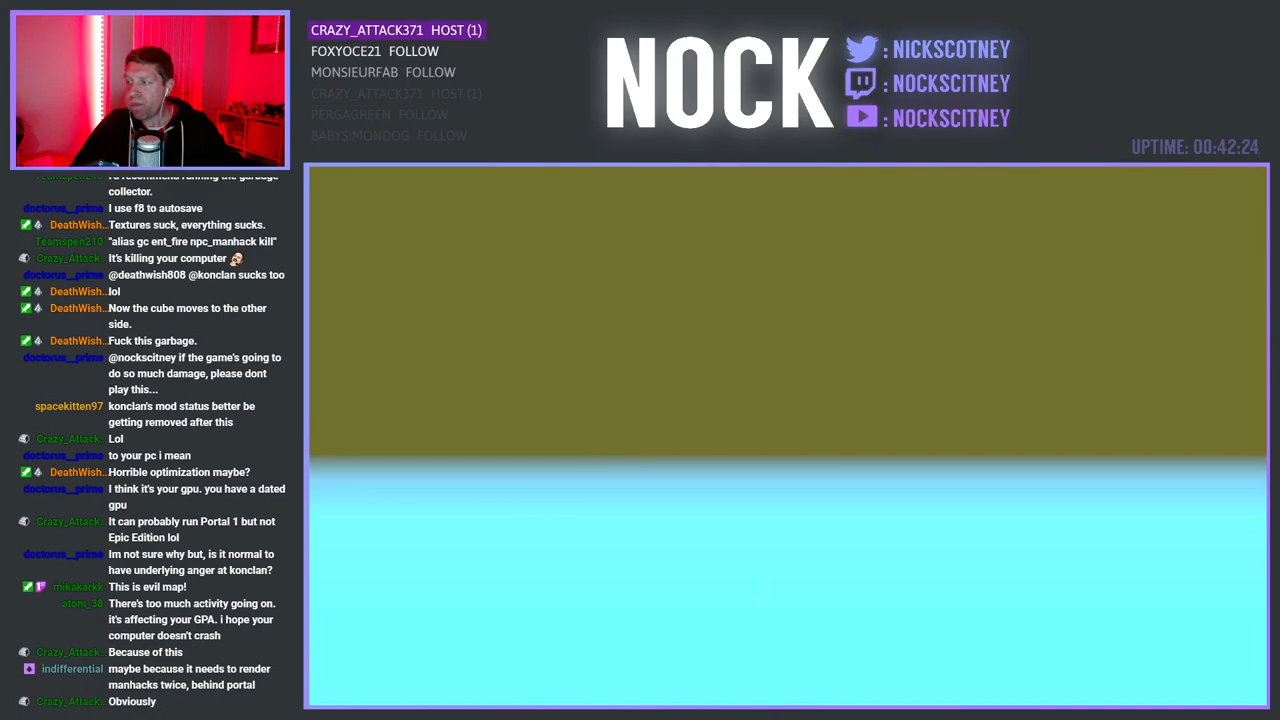 CRAZY_ATTACK371 HOST (1)
FOXYOCE21 FOLLOW
MONSIEURFAB FOLLOW
CRAZY_ATTACK371 HOST (1)
PERGAGREEN FOLLOW
BABYSIMONDOG FOLLOW
NOCK
: NICKSCOTNEY
: NOCKSCITNEY
: NOCKSCITNEY
UPTIME: 00:42:24
Teamspen210 I'd recommend running the garbage
collector.
doctorus__prime I use f8 to autosave
DeathWish... Textures suck, everything sucks.
Teamspen210 "alias gc ent_fire npc_manhack kill"
Crazy_Attack... It's killing your computer
doctorus__prime @deathwish808 @konclan sucks too
DeathWish... lol
DeathWish... Now the cube moves to the other
side.
DeathWish... Fuck this garbage.
doctorus__prime @nockscitney if the game's going to
do so much damage, please dont
play this...
spacekitten97 konclan's mod status better be
getting removed after this
Crazy_Attack... Lol
doctorus__prime to your pc i mean
DeathWish... Horrible optimization maybe?
doctorus__prime I think it's your gpu. you have a dated
gpu
Crazy_Attack... It can probably run Portal 1 but not
Epic Edition lol
doctorus__prime Im not sure why but, is it normal to
have underlying anger at konclan?
mikakarkk This is evil map!
atom_38 There's too much activity going on.
it's affecting your GPA. i hope your
computer doesn't crash
Crazy_Attack... Because of this
indifferential maybe because it needs to render
manhacks twice, behind portal
Crazy_Attack... Obviously